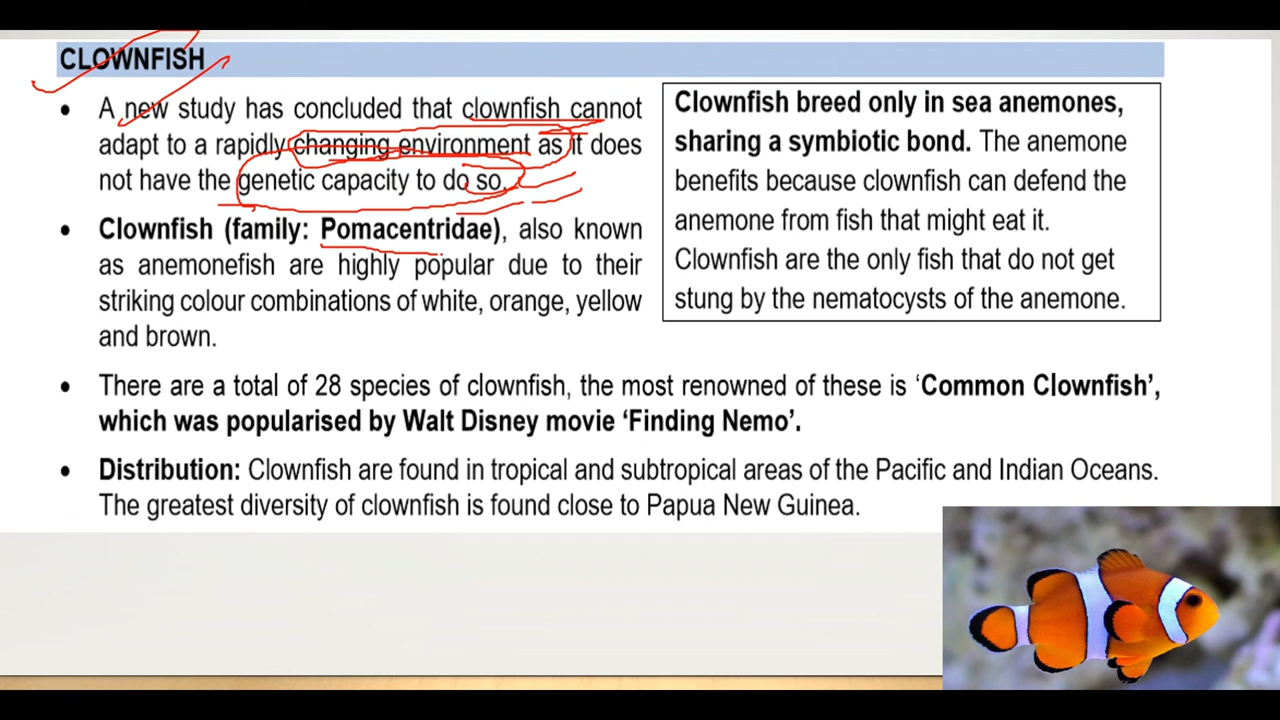 CLOWNFISH
• A new study has concluded that clownfish cannot
adapt to a rapidly changing environment as it does
not have the genetic capacity to do so.
• Clownfish (family: Pomacentridae), also known
as anemonefish are highly popular due to their
striking colour combinations of white, orange, yellow
and brown.
Clownfish breed only in sea anemones,
sharing a symbiotic bond. The anemone
benefits because clownfish can defend the
anemone from fish that might eat it.
Clownfish are the only fish that do not get
stung by the nematocysts of the anemone.
• There are a total of 28 species of clownfish, the most renowned of these is ‘Common Clownfish’,
which was popularised by Walt Disney movie ‘Finding Nemo’.
• Distribution: Clownfish are found in tropical and subtropical areas of the Pacific and Indian Oceans.
The greatest diversity of clownfish is found close to Papua New Guinea.